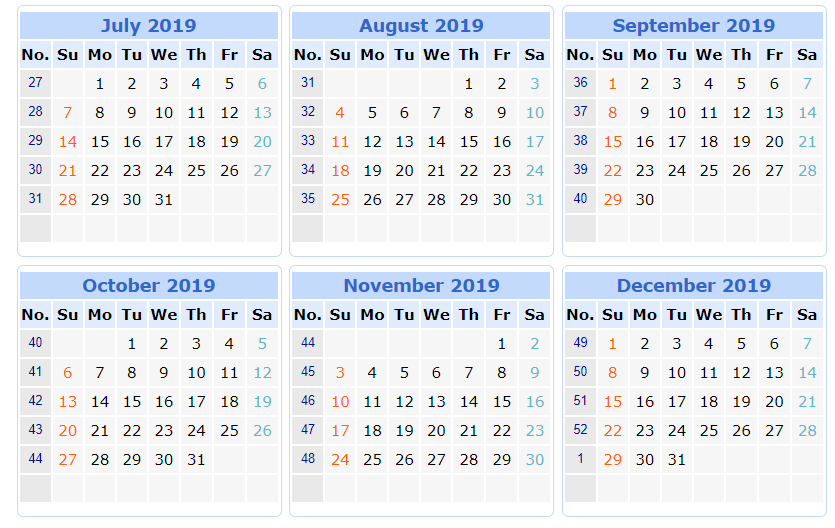 July 2019
No. Su Mo Tu We Th Fr Sa
27 1 2 3 4 5 6
28 7 8 9 10 11 12 13
29 14 15 16 17 18 19 20
30 21 22 23 24 25 26 27
31 28 29 30 31
August 2019
No. Su Mo Tu We Th Fr Sa
31 1 2 3
32 4 5 6 7 8 9 10
33 11 12 13 14 15 16 17
34 18 19 20 21 22 23 24
35 25 26 27 28 29 30 31
September 2019
No. Su Mo Tu We Th Fr Sa
36 1 2 3 4 5 6 7
37 8 9 10 11 12 13 14
38 15 16 17 18 19 20 21
39 22 23 24 25 26 27 28
40 29 30
October 2019
No. Su Mo Tu We Th Fr Sa
40 1 2 3 4 5
41 6 7 8 9 10 11 12
42 13 14 15 16 17 18 19
43 20 21 22 23 24 25 26
44 27 28 29 30 31
November 2019
No. Su Mo Tu We Th Fr Sa
44 1 2
45 3 4 5 6 7 8 9
46 10 11 12 13 14 15 16
47 17 18 19 20 21 22 23
48 24 25 26 27 28 29 30
December 2019
No. Su Mo Tu We Th Fr Sa
49 1 2 3 4 5 6 7
50 8 9 10 11 12 13 14
51 15 16 17 18 19 20 21
52 22 23 24 25 26 27 28
1 29 30 31